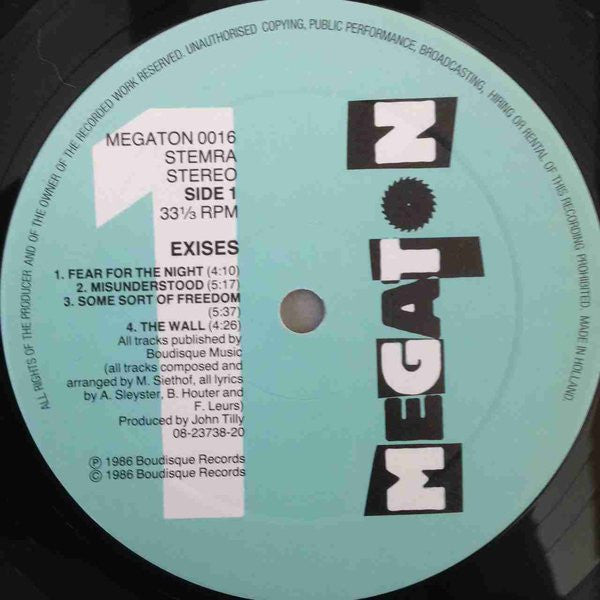 ALL RIGHTS OF THE PRODUCER AND OF THE OWNER OF THE RECORDED WORK RESERVED. UNAUTHORISED COPYING, PUBLIC PERFORMANCE, BROADCASTING, HIRING OR RENTAL OF THIS RECORDING PROHIBITED. MADE IN HOLLAND.
1
MEGATON 0016
STEMRA
STEREO
SIDE 1
33⅓ RPM
EXISES
1. FEAR FOR THE NIGHT (4:10)
2. MISUNDERSTOOD (5:17)
3. SOME SORT OF FREEDOM
(5:37)
4. THE WALL (4:26)
All tracks published by
Boudisque Music
(all tracks composed and
arranged by M. Siethof, all lyrics
by A. Sleyster, B. Houter and
F. Leurs)
Produced by John Tilly
08-23738-20
℗ 1986 Boudisque Records
© 1986 Boudisque Records
MEGATON